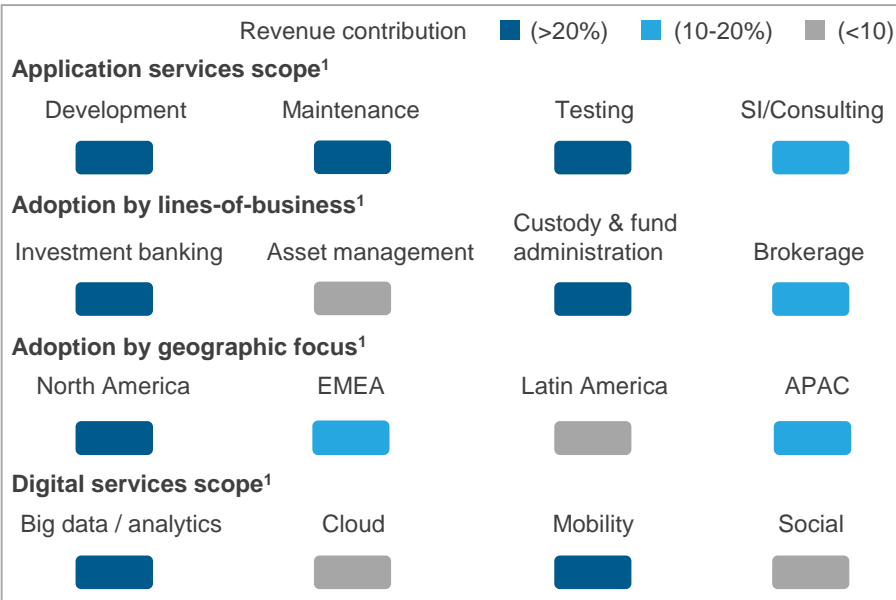 Revenue contribution (>20%) (10-20%) (<10)
Application services scope¹
Development Maintenance Testing SI/Consulting
Adoption by lines-of-business¹
Investment banking Asset management Custody & fund administration Brokerage
Adoption by geographic focus¹
North America EMEA Latin America APAC
Digital services scope¹
Big data / analytics Cloud Mobility Social